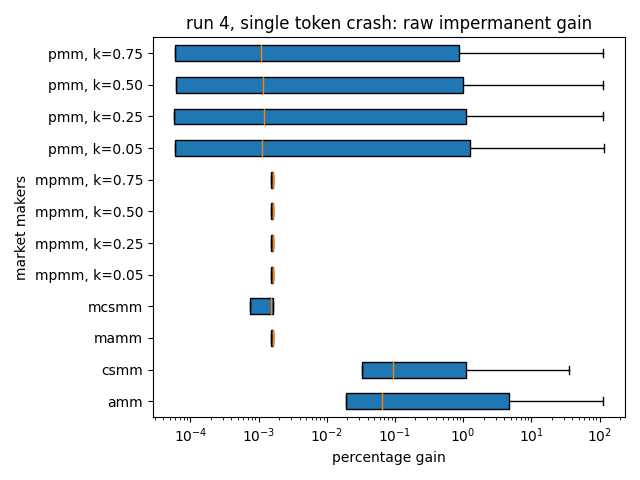 run 4, single token crash: raw impermanent gain
pmm, k=0.75
pmm, k=0.50
pmm, k=0.25
pmm, k=0.05
mpmm, k=0.75
mpmm, k=0.50
mpmm, k=0.25
mpmm, k=0.05
mcsmm
mamm
csmm
amm
market makers
10⁻⁴ 10⁻³ 10⁻² 10⁻¹ 10⁰ 10¹ 10²
percentage gain